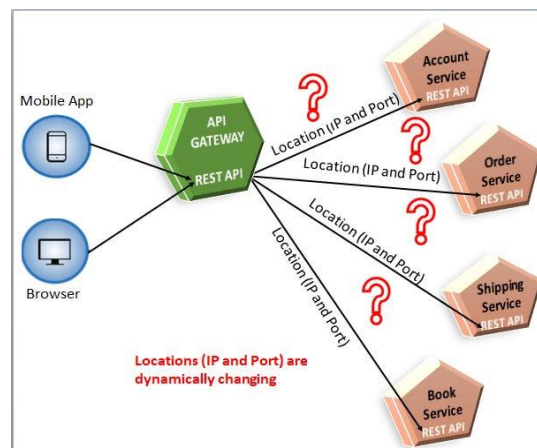 Mobile App
Browser
API
GATEWAY
REST API
?
Location (IP and Port)
Account
Service
REST API
?
Location (IP and Port)
Order
Service
REST API
?
Location (IP and Port)
Shipping
Service
REST API
?
Location (IP and Port)
Book
Service
REST API
Locations (IP and Port) are
dynamically changing